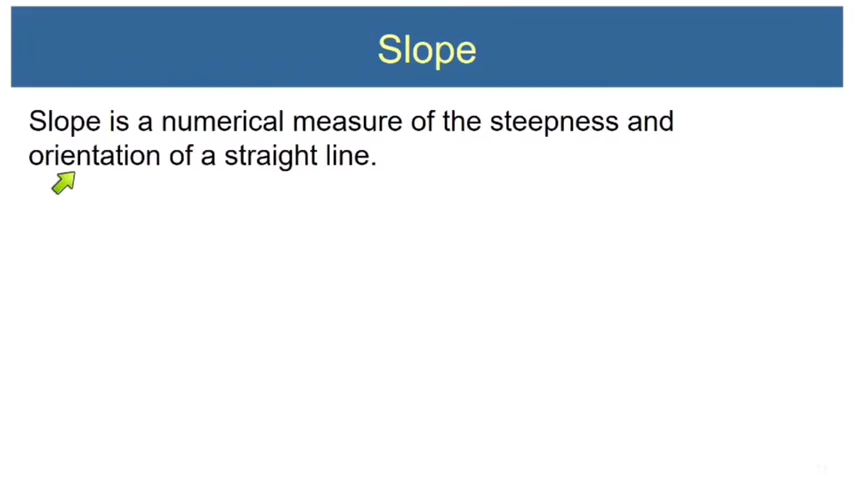 Slope
Slope is a numerical measure of the steepness and
orientation of a straight line.